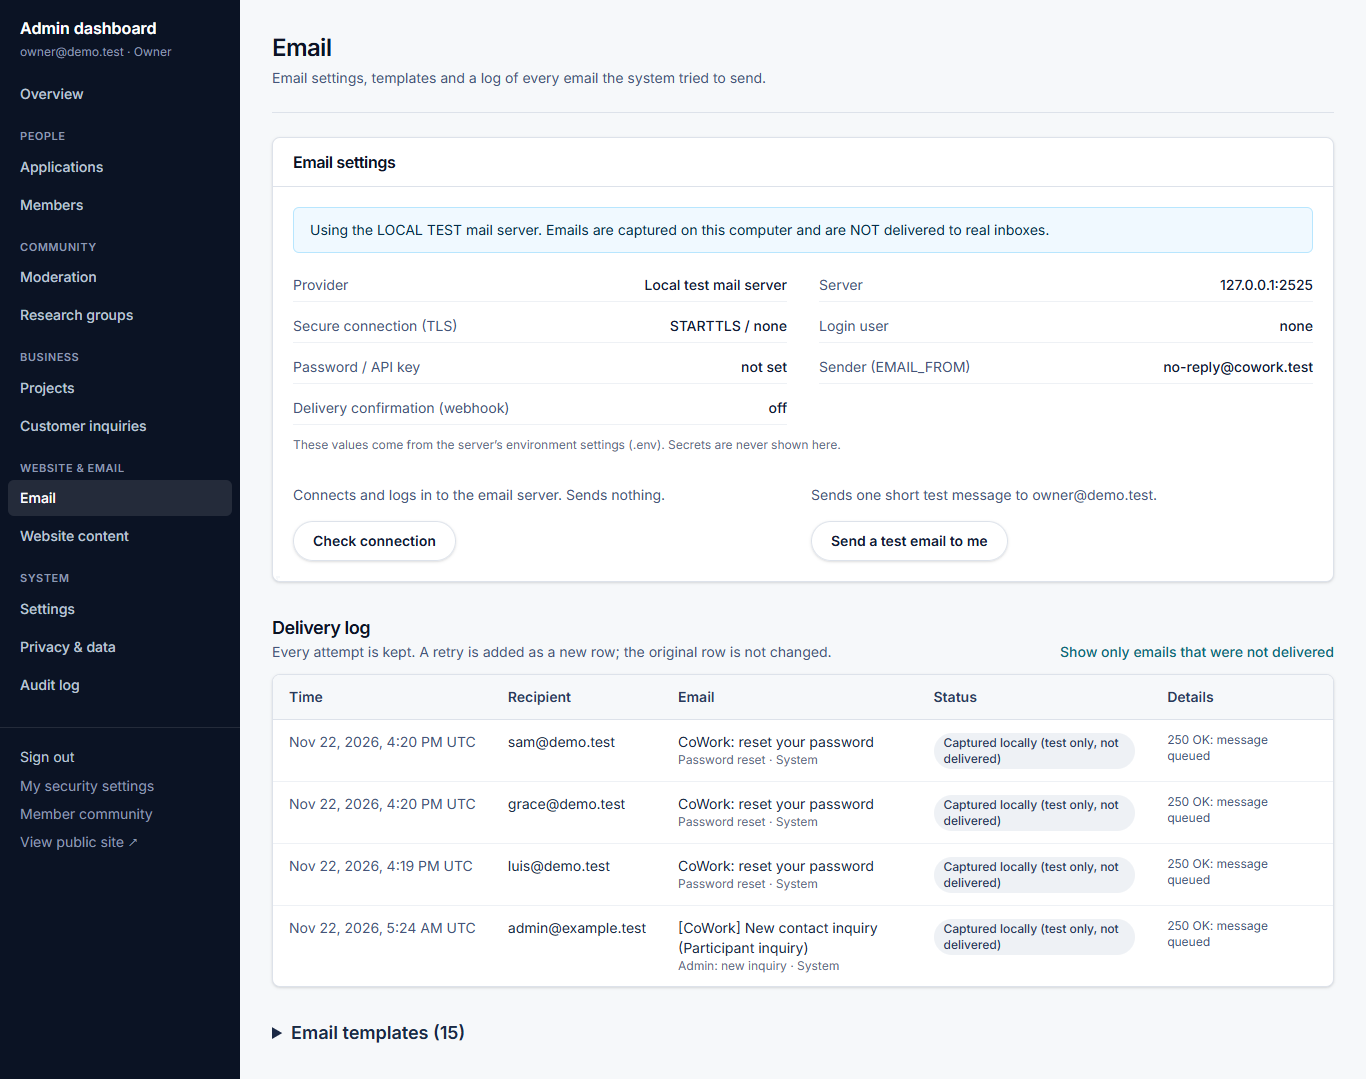 Admin dashboard
owner@demo.test · Owner
Overview
PEOPLE
Applications
Members
COMMUNITY
Moderation
Research groups
BUSINESS
Projects
Customer inquiries
WEBSITE & EMAIL
Email
Website content
SYSTEM
Settings
Privacy & data
Audit log
Sign out
My security settings
Member community
View public site ↗
Email
Email settings, templates and a log of every email the system tried to send.
Email settings
Using the LOCAL TEST mail server. Emails are captured on this computer and are NOT delivered to real inboxes.
Provider Local test mail server
Server 127.0.0.1:2525
Secure connection (TLS) STARTTLS / none
Login user none
Password / API key not set
Sender (EMAIL_FROM) no-reply@cowork.test
Delivery confirmation (webhook) off
These values come from the server’s environment settings (.env). Secrets are never shown here.
Connects and logs in to the email server. Sends nothing.
Check connection
Sends one short test message to owner@demo.test.
Send a test email to me
Delivery log
Every attempt is kept. A retry is added as a new row; the original row is not changed.
Show only emails that were not delivered
Time Recipient Email Status Details
Nov 22, 2026, 4:20 PM UTC
sam@demo.test
CoWork: reset your password
Password reset · System
Captured locally (test only, not
delivered)
250 OK: message
queued
Nov 22, 2026, 4:20 PM UTC
grace@demo.test
CoWork: reset your password
Password reset · System
Captured locally (test only, not
delivered)
250 OK: message
queued
Nov 22, 2026, 4:19 PM UTC
luis@demo.test
CoWork: reset your password
Password reset · System
Captured locally (test only, not
delivered)
250 OK: message
queued
Nov 22, 2026, 5:24 AM UTC
admin@example.test
[CoWork] New contact inquiry
(Participant inquiry)
Admin: new inquiry · System
Captured locally (test only, not
delivered)
250 OK: message
queued
Email templates (15)